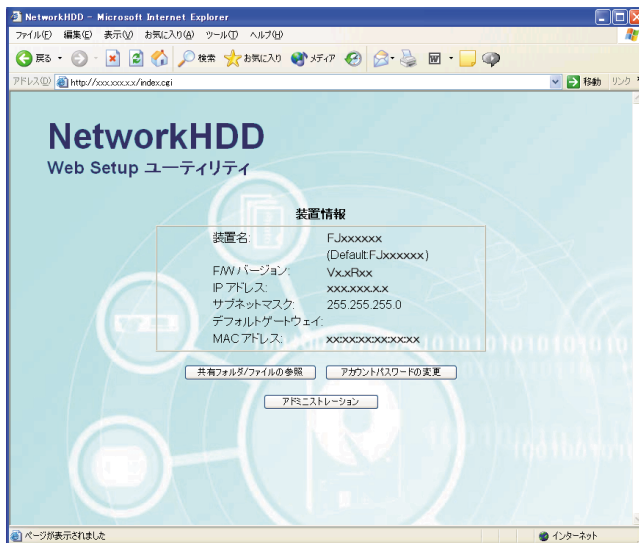 NetworkHDD - Microsoft Internet Explorer
ファイル(F) 編集(E) 表示(V) お気に入り(A) ツール(T) ヘルプ(H)
戻る 検索 お気に入り メディア
アドレス(D) http://xxx.xxx.x.x/index.cgi 移動 リンク
NetworkHDD
Web Setup ユーティリティ
装置情報
装置名: FJxxxxxx
(Default:FJxxxxxx)
F/W バージョン: Vx.xRxx
IP アドレス: xxx.xxx.x.x
サブネットマスク: 255.255.255.0
デフォルトゲートウェイ:
MAC アドレス: xx:xx:xx:xx:xx:xx
共有フォルダ/ファイルの参照 アカウントパスワードの変更
アドミニストレーション
ページが表示されました インターネット